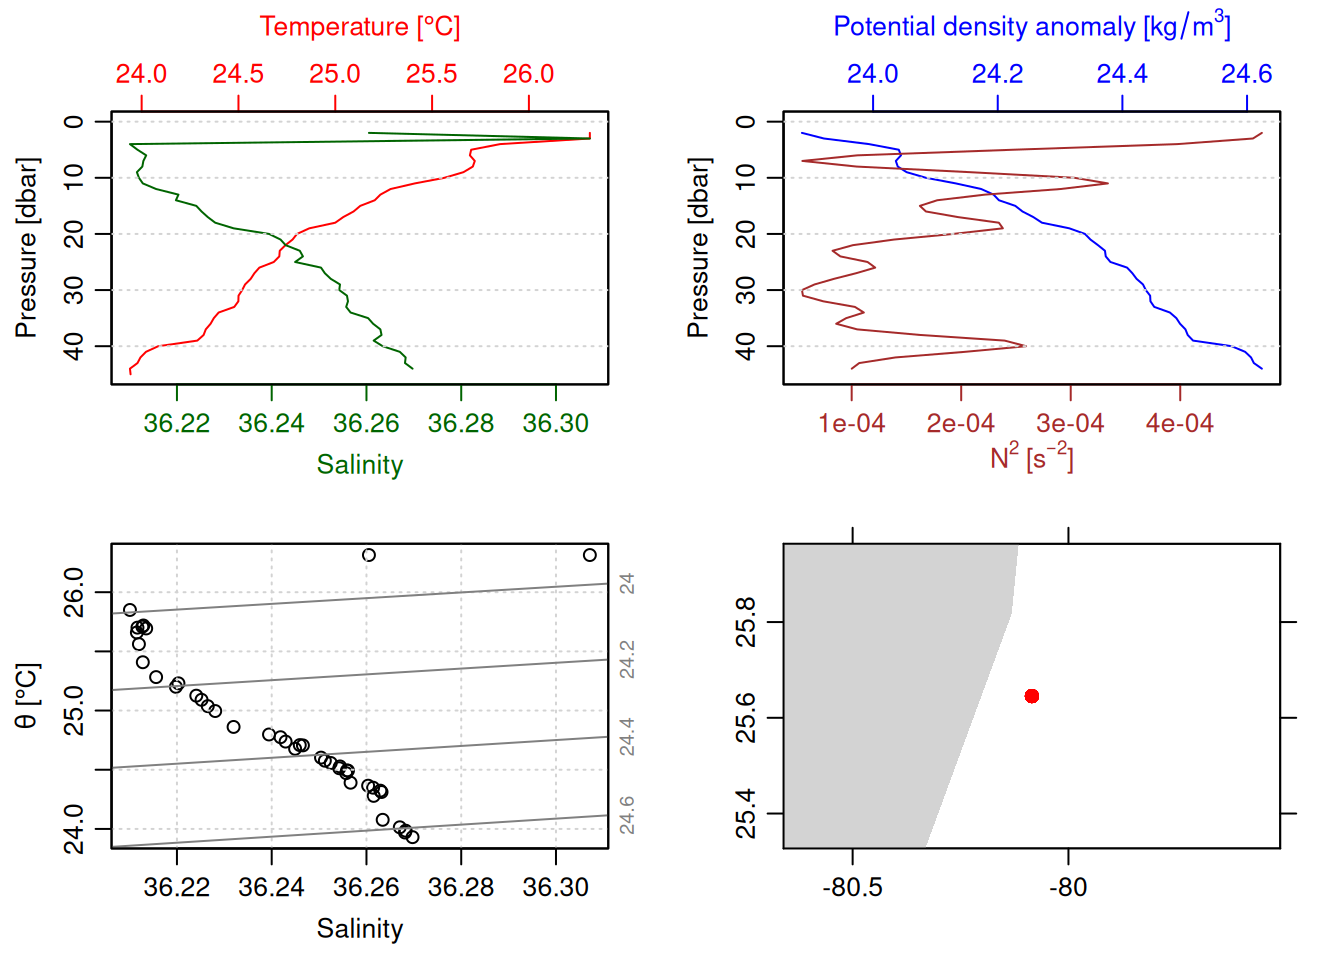 Temperature [°C]
24.0 24.5 25.0 25.5 26.0
Pressure [dbar]
0
10
20
30
40
36.22 36.24 36.26 36.28 36.30
Salinity
Potential density anomaly [kg/m³]
24.0 24.2 24.4 24.6
Pressure [dbar]
0
10
20
30
40
1e-04 2e-04 3e-04 4e-04
N² [s⁻²]
θ [°C]
26.0
25.0
24.0
24
24.2
24.4
24.6
36.22 36.24 36.26 36.28 36.30
Salinity
25.8
25.6
25.4
-80.5 -80